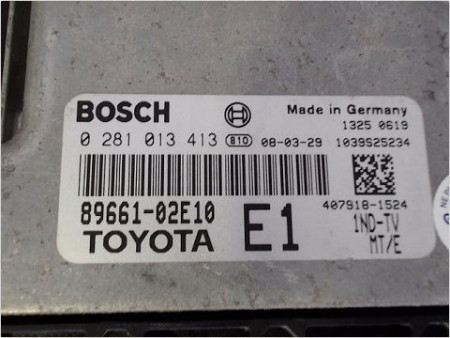 BOSCH Made in Germany
1325 0619
0 281 013 413 810 08-03-29 1039S25234
89661-02E10 407918-1524
TOYOTA E1 1ND-TV
MT/E